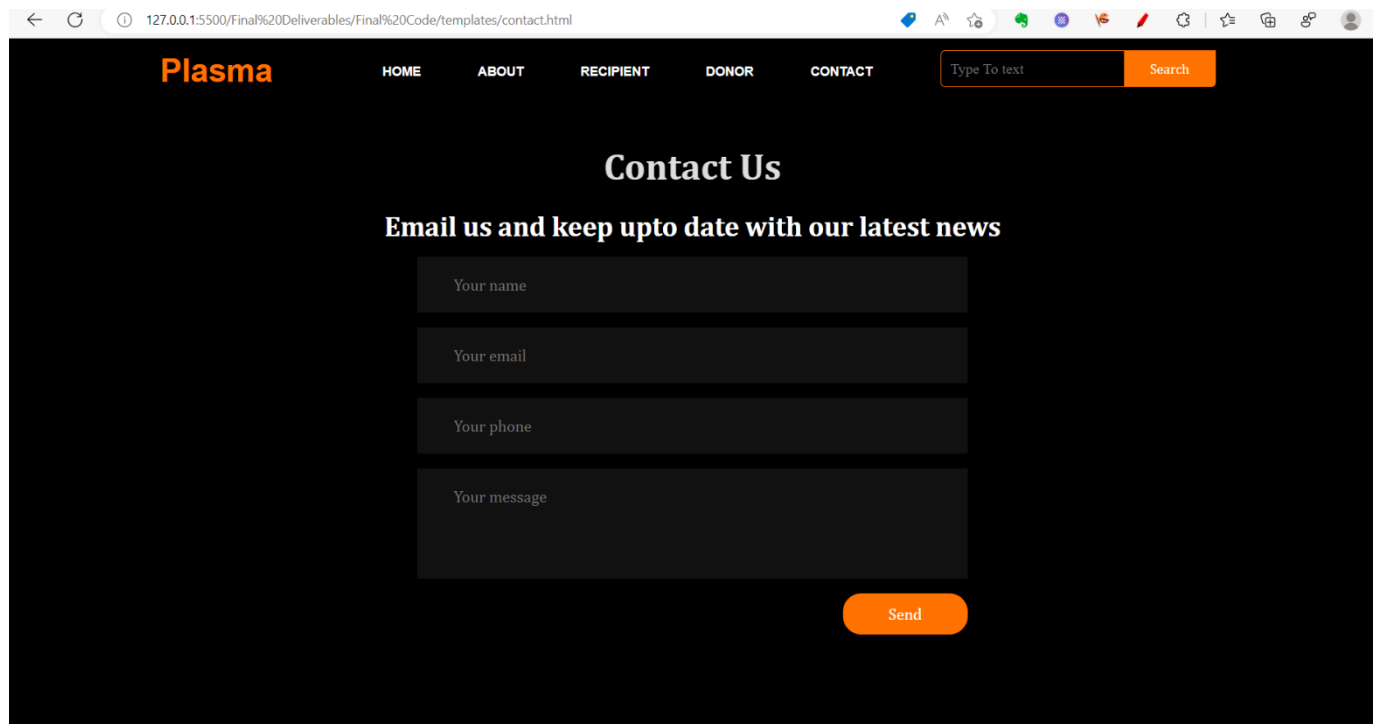 127.0.0.1:5500/Final%20Deliverables/Final%20Code/templates/contact.html
Plasma HOME ABOUT RECIPIENT DONOR CONTACT Type To text Search
Contact Us
Email us and keep upto date with our latest news
Your name
Your email
Your phone
Your message
Send